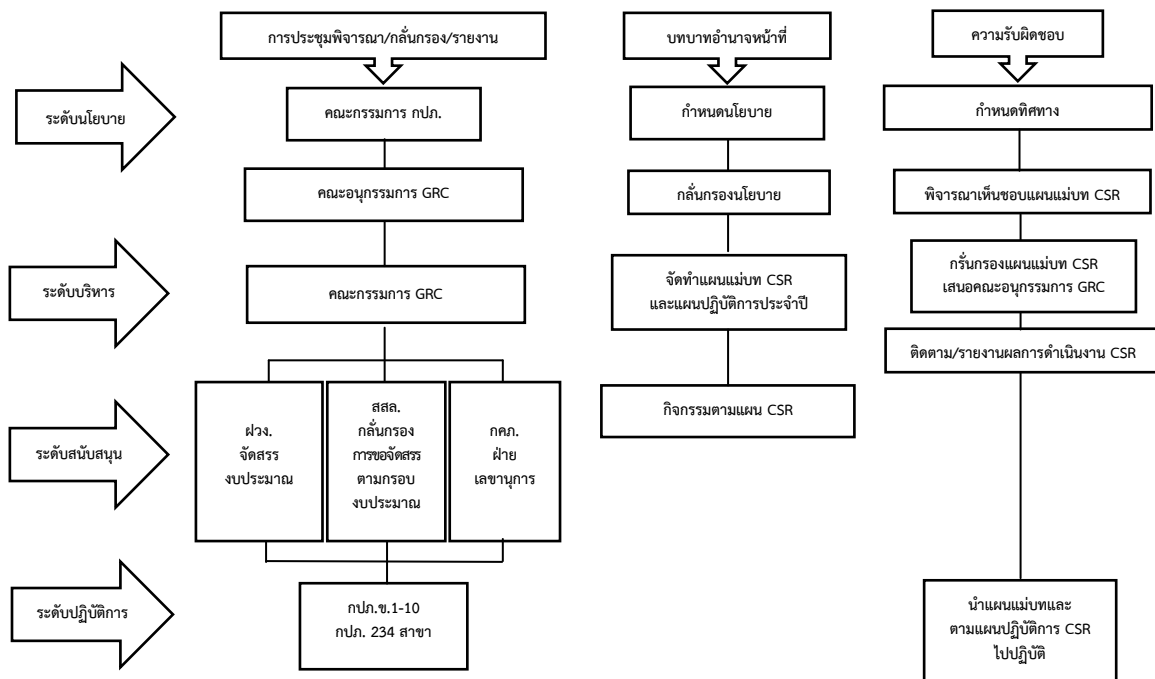 การประชุมพิจารณา/กลั่นกรอง/รายงาน
บทบาทอำนาจหน้าที่
ความรับผิดชอบ
ระดับนโยบาย
คณะกรรมการ กปภ.
กำหนดนโยบาย
กำหนดทิศทาง
คณะอนุกรรมการ GRC
กลั่นกรองนโยบาย
พิจารณาเห็นชอบแผนแม่บท CSR
ระดับบริหาร
คณะกรรมการ GRC
จัดทำแผนแม่บท CSR
และแผนปฏิบัติการประจำปี
กรั่นกรองแผนแม่บท CSR
เสนอคณะอนุกรรมการ GRC
ติดตาม/รายงานผลการดำเนินงาน CSR
ระดับสนับสนุน
ฝวง.
จัดสรร
งบประมาณ
สสล.
กลั่นกรอง
การขอจัดสรร
ตามกรอบ
งบประมาณ
กคภ.
ฝ่าย
เลขานุการ
กิจกรรมตามแผน CSR
ระดับปฏิบัติการ
กปภ.ข.1-10
กปภ. 234 สาขา
นำแผนแม่บทและ
ตามแผนปฏิบัติการ CSR
ไปปฏิบัติ